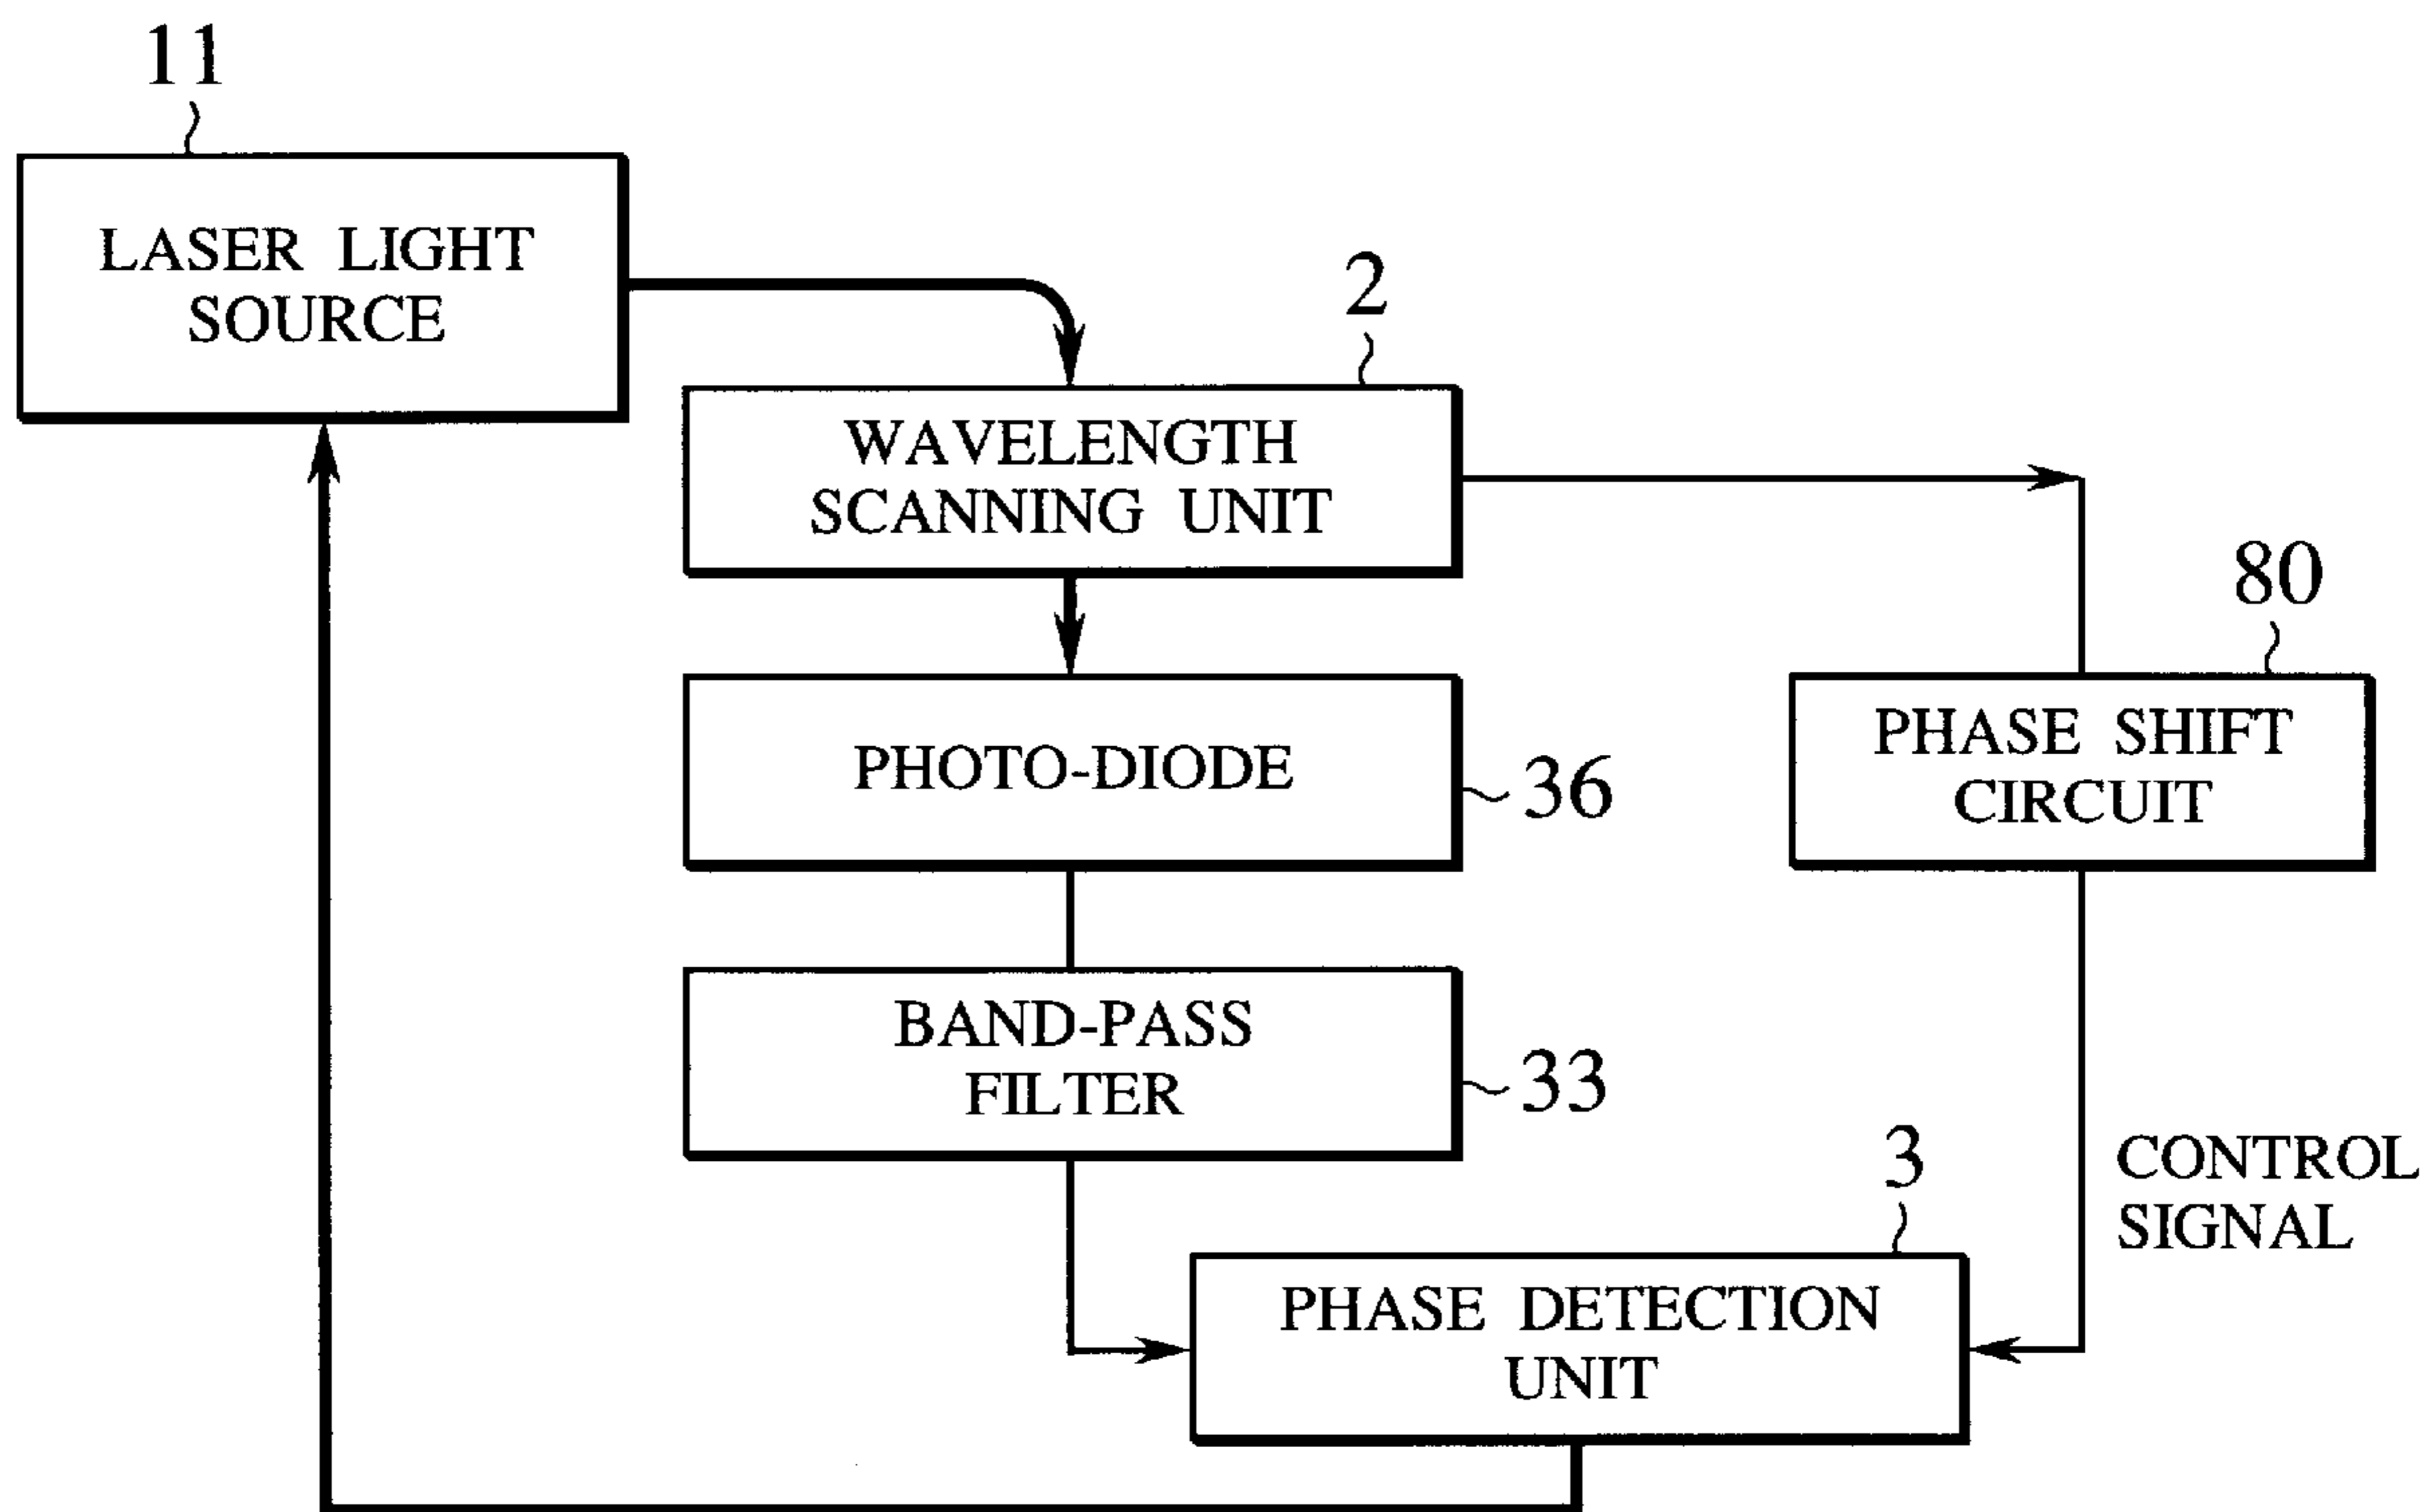 11
LASER LIGHT
SOURCE
2
WAVELENGTH
SCANNING UNIT
80
PHASE SHIFT
CIRCUIT
PHOTO-DIODE
36
BAND-PASS
FILTER
33
CONTROL
SIGNAL
3
PHASE DETECTION
UNIT